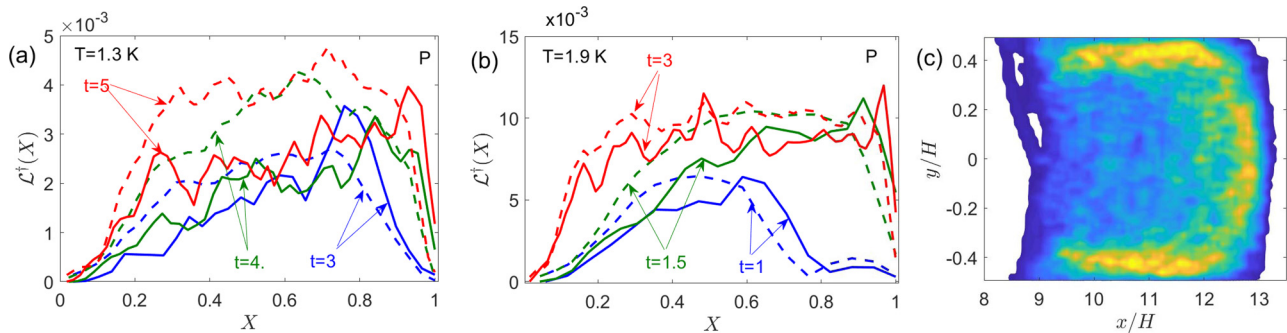 (a)
×10⁻³
T=1.3 K
P
5
4
3
2
1
0
ℒ†(X)
t=5
t=4.
t=3
0
0.2
0.4
0.6
0.8
1
X
(b)
x10⁻³
T=1.9 K
P
15
10
5
0
ℒ†(X)
t=3
t=1.5
t=1
0.2
0.4
0.6
0.8
1
X
(c)
0.4
0.2
0
-0.2
-0.4
y/H
8
9
10
11
12
13
x/H